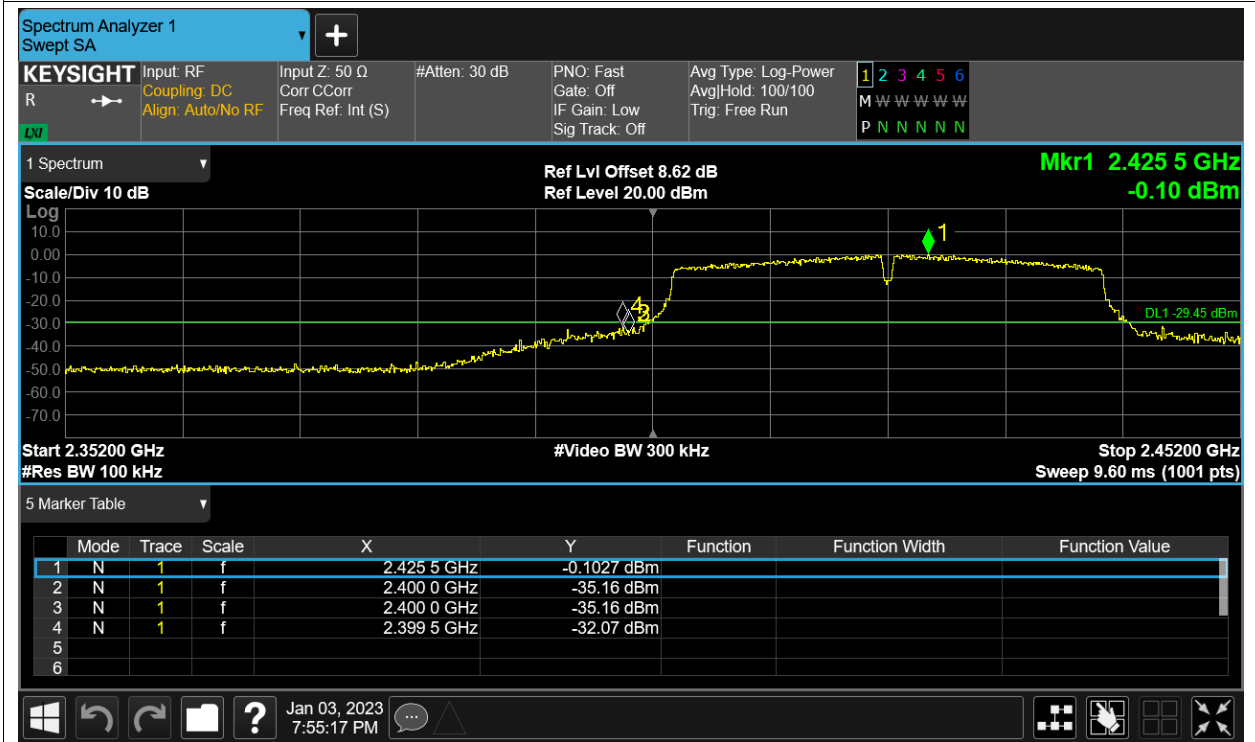 Spectrum Analyzer 1
Swept SA
+
KEYSIGHT
R
LXI
Input: RF
Coupling: DC
Align: Auto/No RF
Input Z: 50 Ω
Corr CCorr
Freq Ref: Int (S)
#Atten: 30 dB
PNO: Fast
Gate: Off
IF Gain: Low
Sig Track: Off
Avg Type: Log-Power
Avg|Hold: 100/100
Trig: Free Run
1 2 3 4 5 6
M W W W W W
P N N N N N
1 Spectrum
Scale/Div 10 dB
Ref Lvl Offset 8.62 dB
Ref Level 20.00 dBm
Mkr1 2.425 5 GHz
-0.10 dBm
Log
10.0
0.00
-10.0
-20.0
-30.0
-40.0
-50.0
-60.0
-70.0
1
4
DL1 -29.45 dBm
Start 2.35200 GHz
#Video BW 300 kHz
Stop 2.45200 GHz
#Res BW 100 kHz
Sweep 9.60 ms (1001 pts)
5 Marker Table
Mode Trace Scale X Y Function Function Width Function Value
1 N 1 f 2.425 5 GHz -0.1027 dBm
2 N 1 f 2.400 0 GHz -35.16 dBm
3 N 1 f 2.400 0 GHz -35.16 dBm
4 N 1 f 2.399 5 GHz -32.07 dBm
5
6
?
Jan 03, 2023
7:55:17 PM